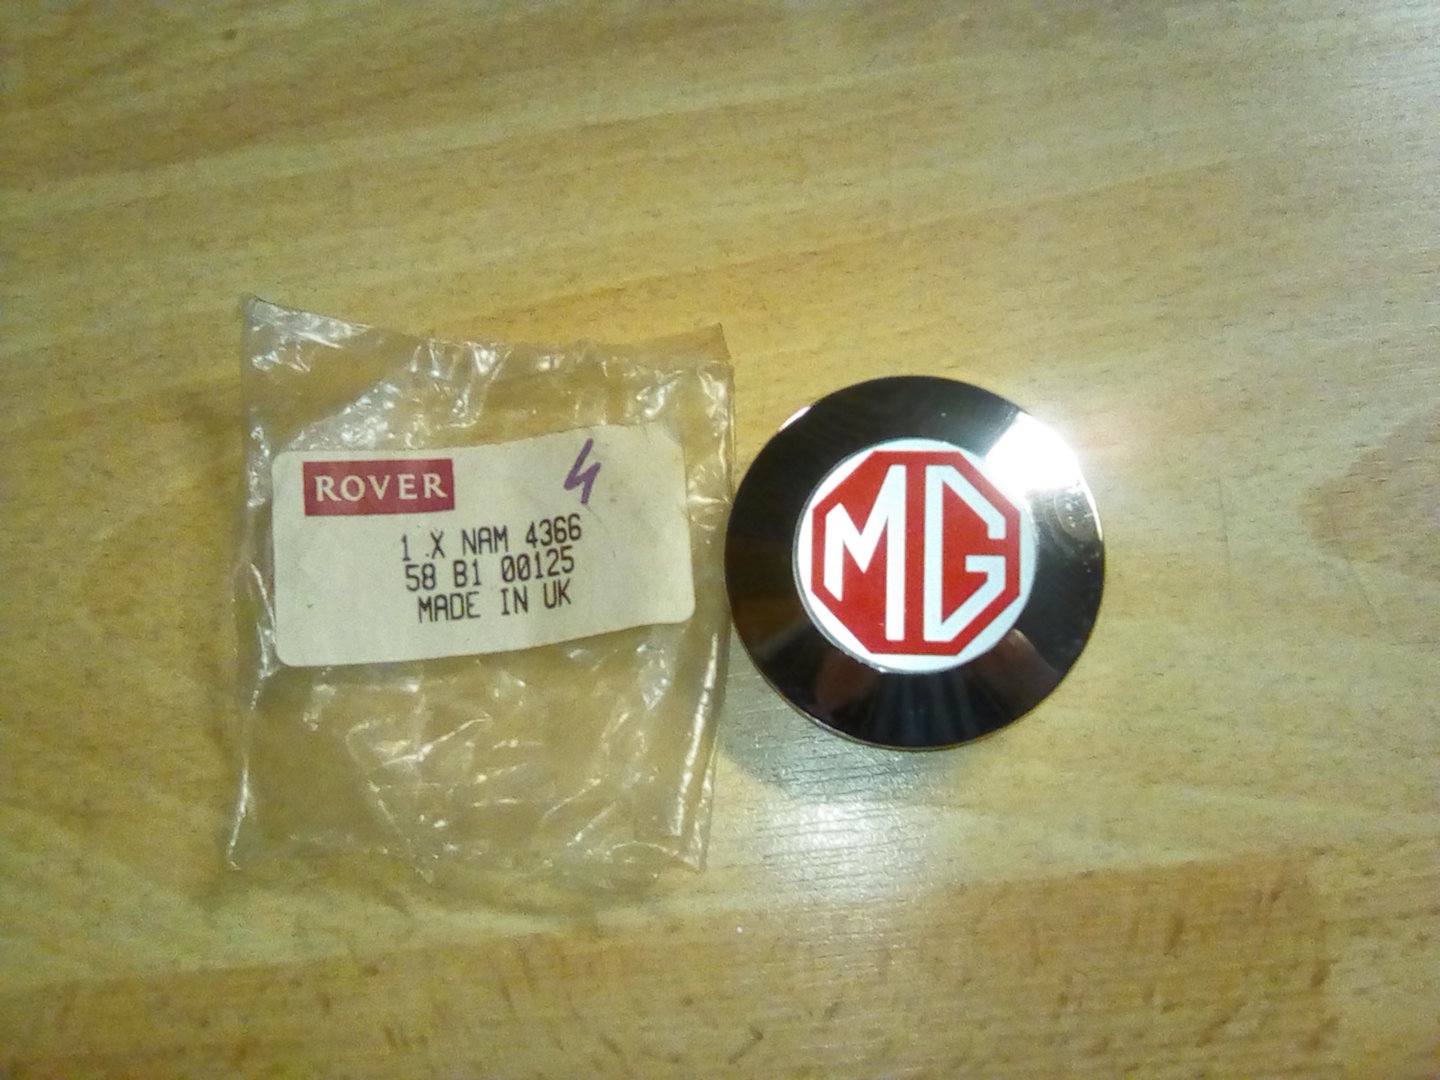 ROVER
4
1 X NAM 4366
58 B1 00125
MADE IN UK
MG